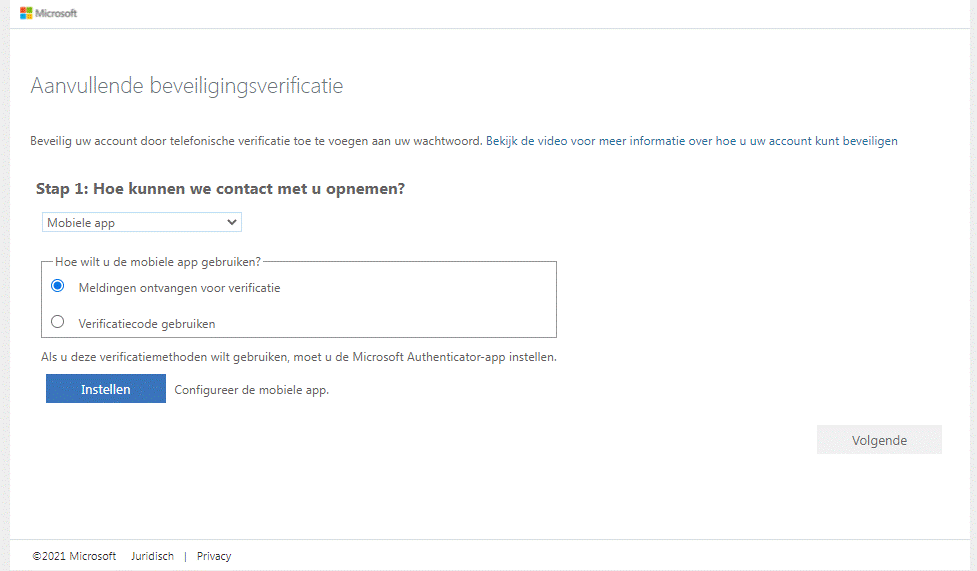 Microsoft
Aanvullende beveiligingsverificatie
Beveilig uw account door telefonische verificatie toe te voegen aan uw wachtwoord. Bekijk de video voor meer informatie over hoe u uw account kunt beveiligen
Stap 1: Hoe kunnen we contact met u opnemen?
Mobiele app
Hoe wilt u de mobiele app gebruiken?
Meldingen ontvangen voor verificatie
Verificatiecode gebruiken
Als u deze verificatiemethoden wilt gebruiken, moet u de Microsoft Authenticator-app instellen.
Instellen Configureer de mobiele app.
Volgende
©2021 Microsoft Juridisch | Privacy